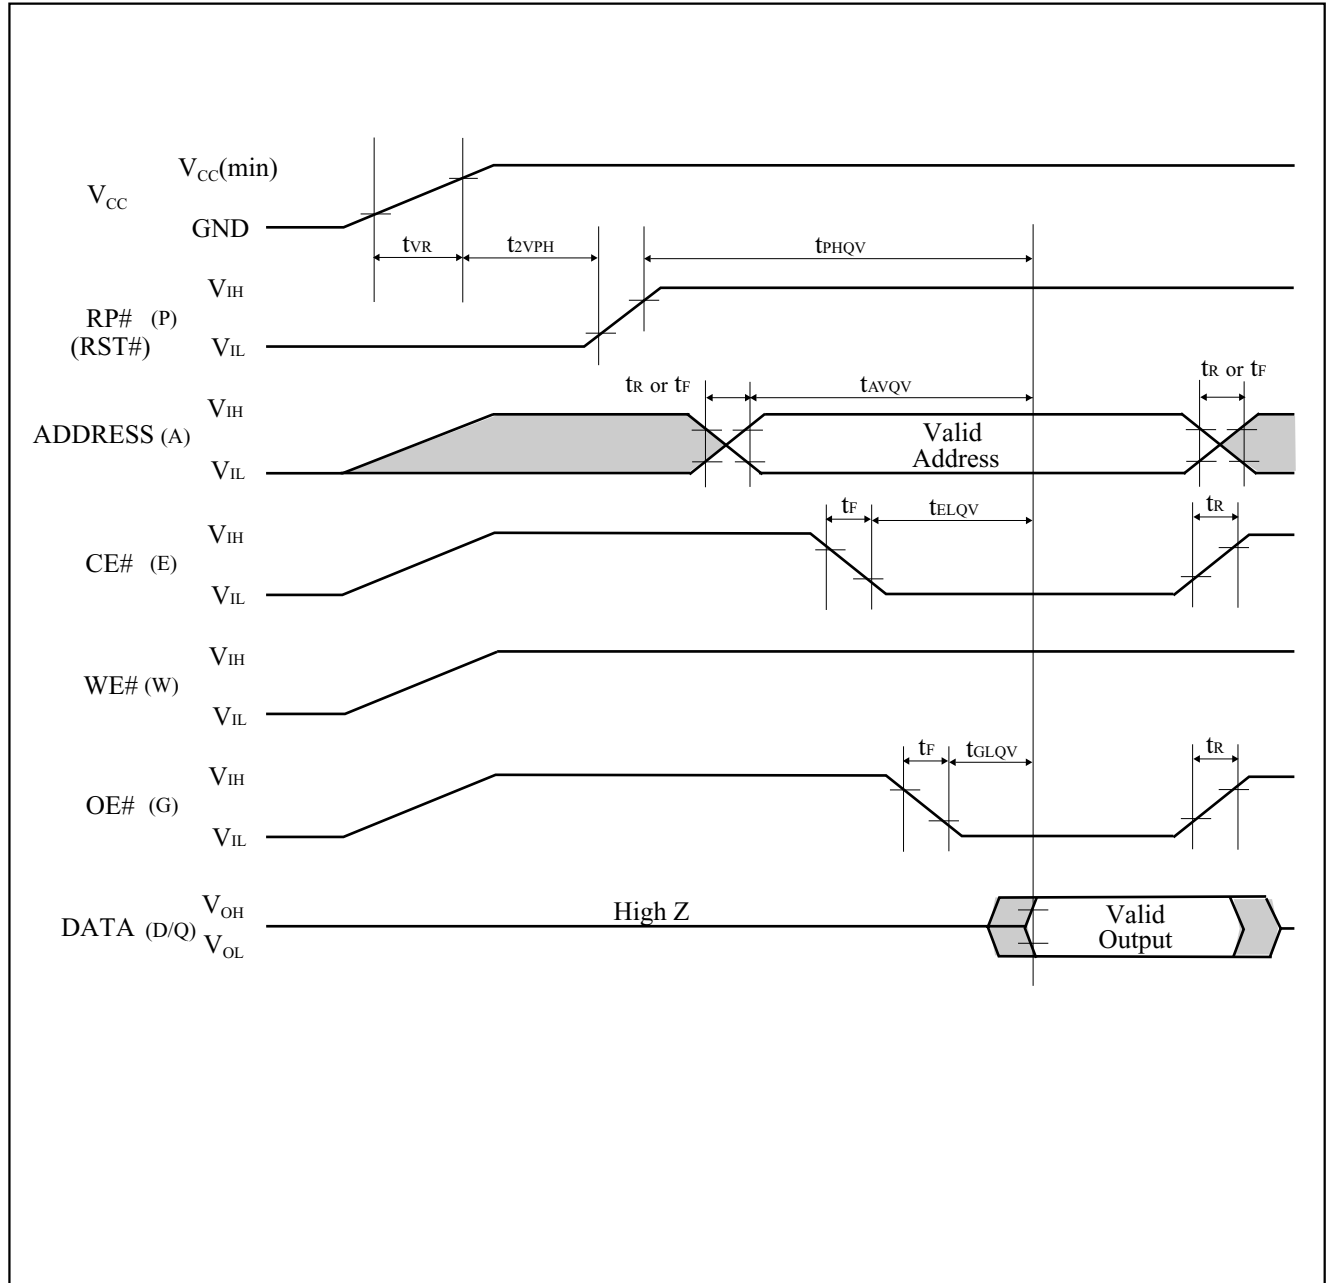 VCC(min)
VCC
GND
tVR
t2VPH
tPHQV
VIH
RP# (P)
(RST#)
VIL
tR or tF
tAVQV
tR or tF
VIH
ADDRESS (A)
Valid
Address
VIL
tF
tELQV
tR
VIH
CE# (E)
VIL
VIH
WE# (W)
VIL
tF
tGLQV
tR
VIH
OE# (G)
VIL
VOH
High Z
DATA (D/Q)
Valid
Output
VOL